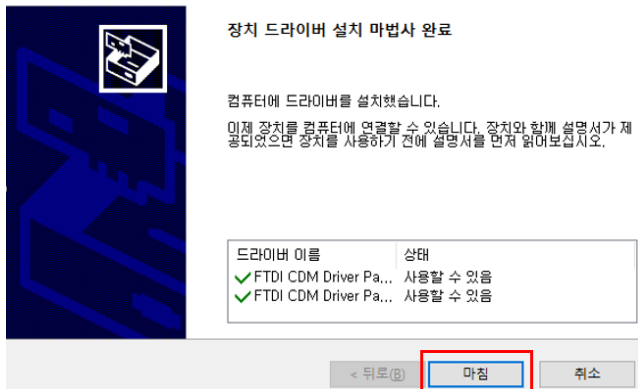 장치 드라이버 설치 마법사 완료
컴퓨터에 드라이버를 설치했습니다.
이제 장치를 컴퓨터에 연결할 수 있습니다. 장치와 함께 설명서가 제
공되었으면 장치를 사용하기 전에 설명서를 먼저 읽어보십시오.
드라이버 이름 상태
FTDI CDM Driver Pa... 사용할 수 있음
FTDI CDM Driver Pa... 사용할 수 있음
< 뒤로(B) 마침 취소